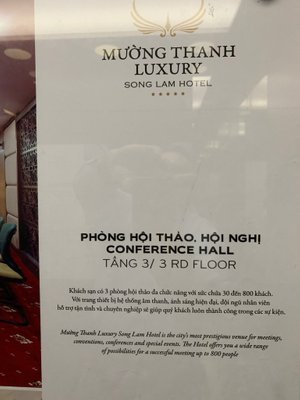 MƯỜNG THANH
LUXURY
SONG LAM HOTEL
PHÒNG HỘI THẢO, HỘI NGHỊ
CONFERENCE HALL
TẦNG 3/ 3 RD FLOOR
Khách sạn có 3 phòng hội thảo đa chức năng với sức chứa 30 đến 800 khách.
Với trang thiết bị hệ thống âm thanh, ánh sáng hiện đại, đội ngũ nhân viên
hỗ trợ tận tình và chuyên nghiệp sẽ giúp quý khách luôn thành công trong các sự kiện.
Mường Thanh Luxury Song Lam Hotel is the city's most prestigious venue for meetings,
conventions, conferences and special events. The Hotel offers you a wide range
of possibilities for a successful meeting up to 800 people